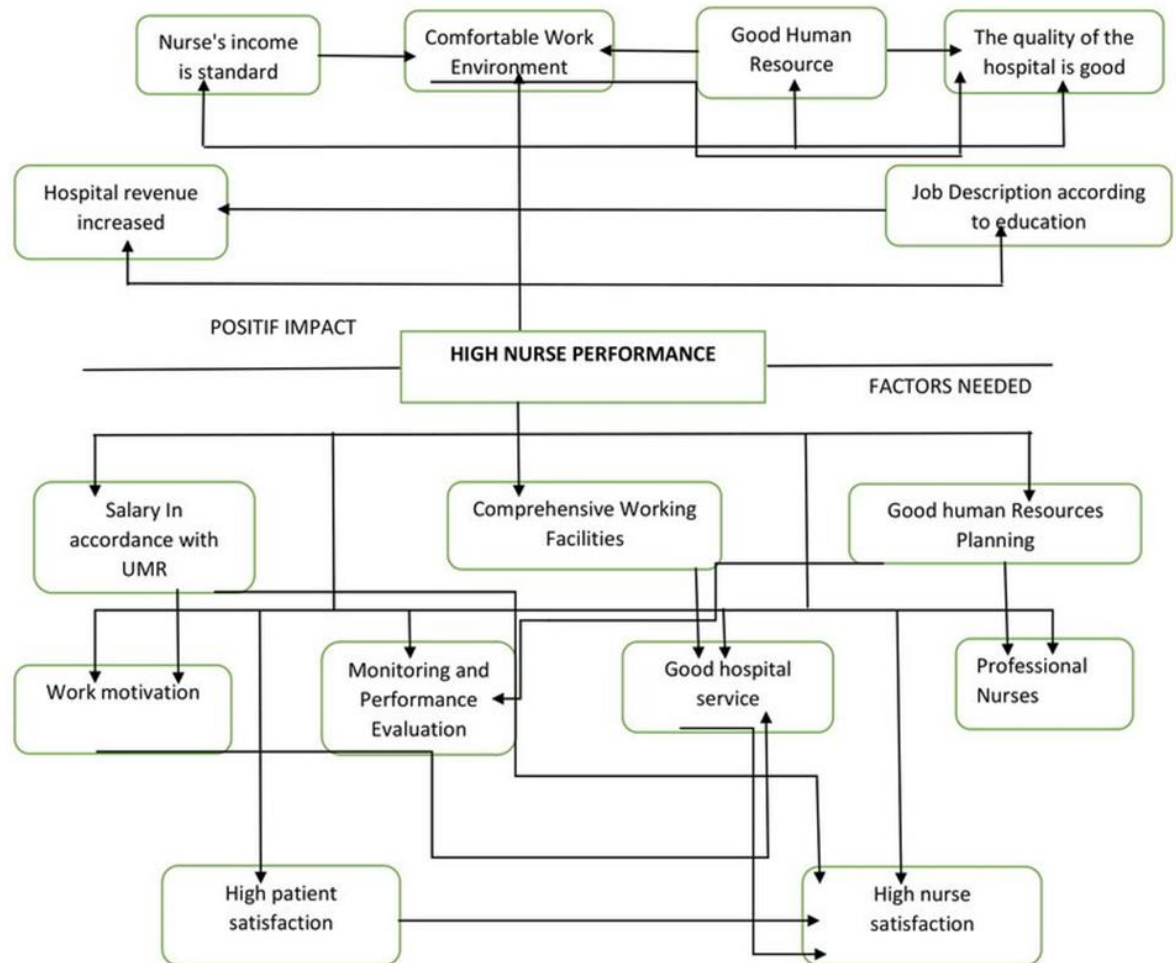 Nurse's income
is standard
Comfortable Work
Environment
Good Human
Resource
The quality of the
hospital is good
Hospital revenue
increased
Job Description according
to education
POSITIF IMPACT
HIGH NURSE PERFORMANCE
FACTORS NEEDED
Salary In
accordance with
UMR
Comprehensive Working
Facilities
Good human Resources
Planning
Work motivation
Monitoring and
Performance
Evaluation
Good hospital
service
Professional
Nurses
High patient
satisfaction
High nurse
satisfaction